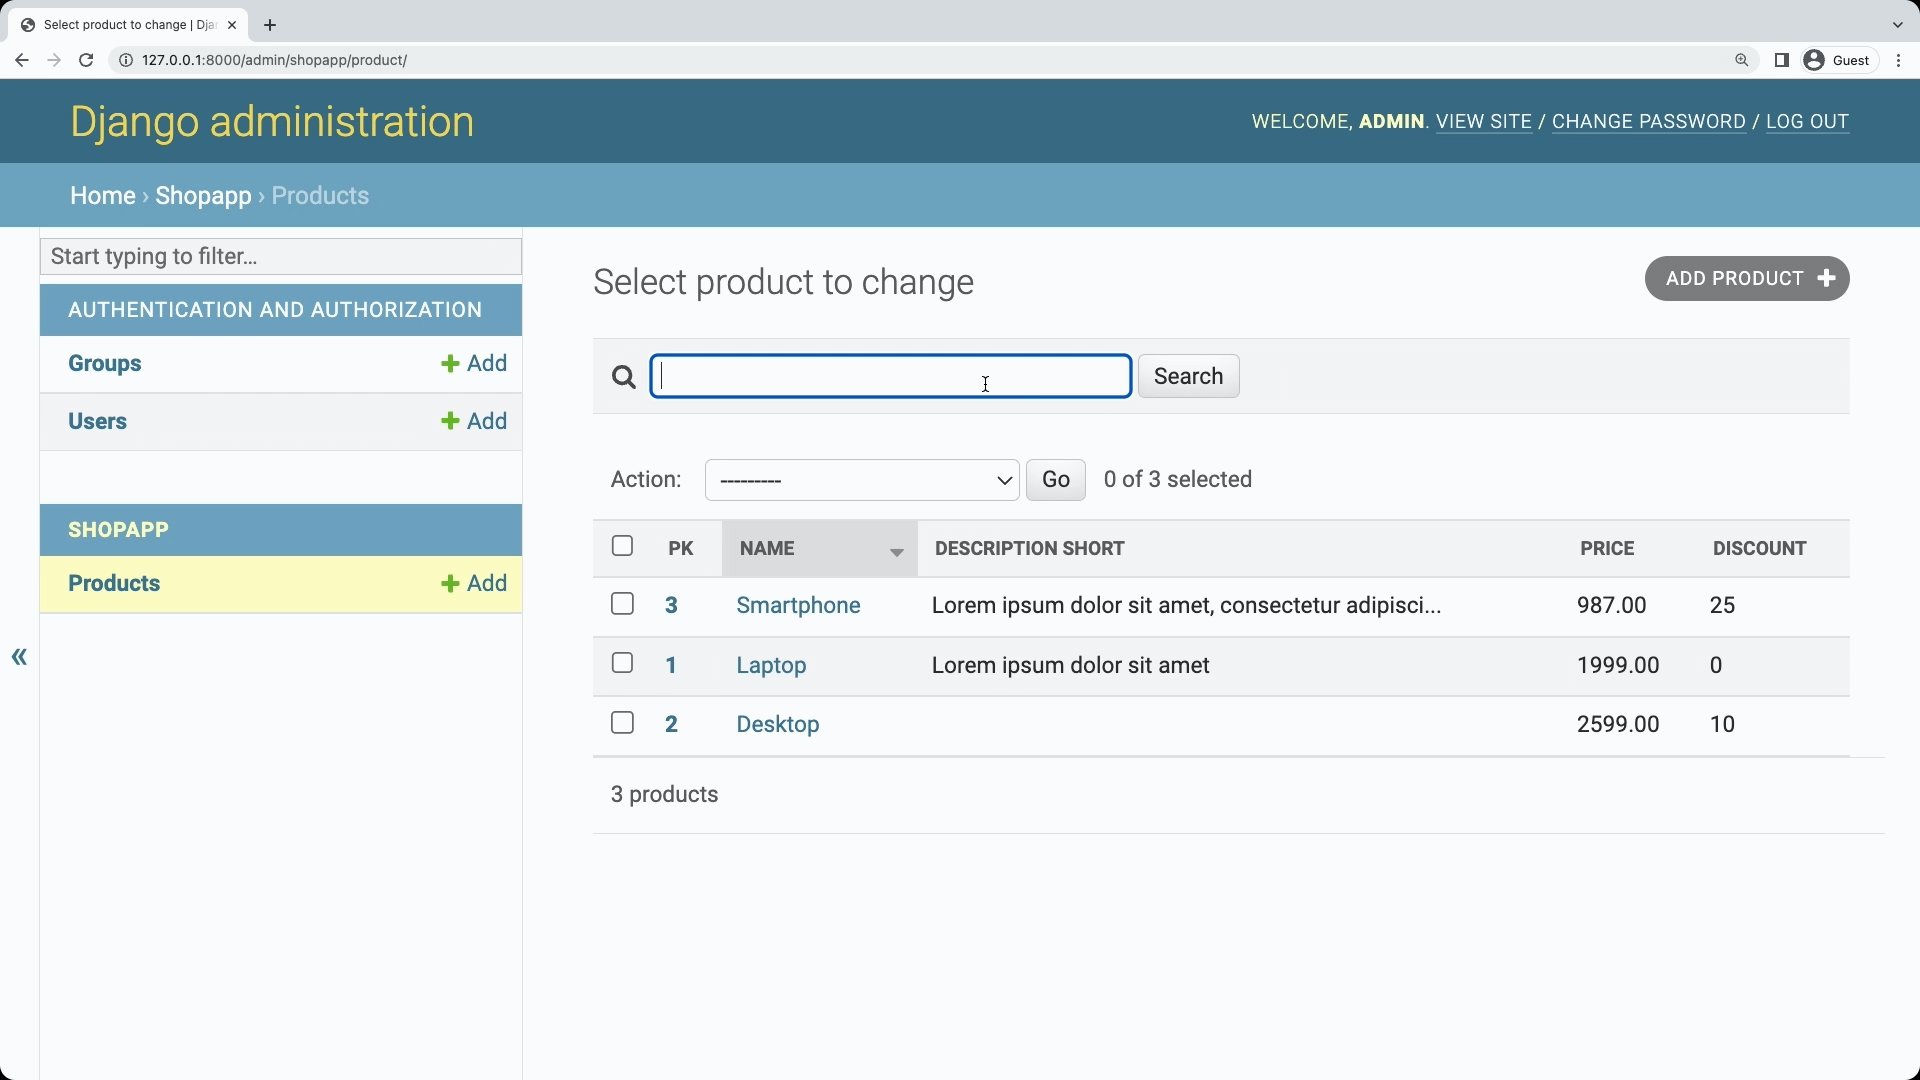 Select product to change | Dja
127.0.0.1:8000/admin/shopapp/product/
Guest
Django administration
WELCOME, ADMIN. VIEW SITE / CHANGE PASSWORD / LOG OUT
Home › Shopapp › Products
Start typing to filter...
AUTHENTICATION AND AUTHORIZATION
Groups + Add
Users + Add
SHOPAPP
Products + Add
«
Select product to change
ADD PRODUCT +
Search
Action: --------- Go 0 of 3 selected
PK NAME DESCRIPTION SHORT PRICE DISCOUNT
3 Smartphone Lorem ipsum dolor sit amet, consectetur adipisci... 987.00 25
1 Laptop Lorem ipsum dolor sit amet 1999.00 0
2 Desktop 2599.00 10
3 products